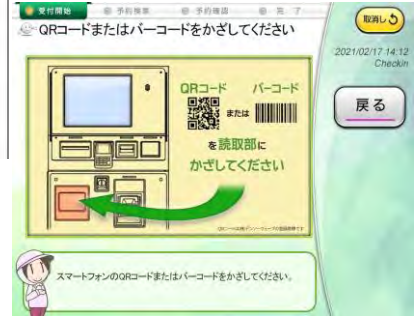 受付開始
予約検索
予約確認
完了
取消し
QRコードまたはバーコードをかざしてください
2021/02/17 14:12
Checkin
戻る
QRコード バーコード
または
を読取部に
かざしてください
スマートフォンのQRコードまたはバーコードをかざしてください。